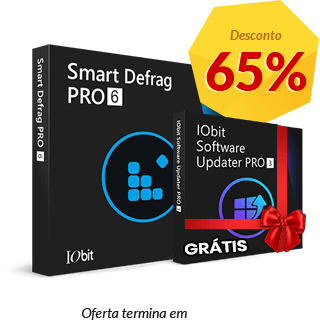 Desconto
65%
Smart Defrag
PRO 6
Smart Defrag PRO 6
IObit
IObit
Software
Updater PRO 3
IObit Software Updater PRO 3
GRÁTIS
Oferta termina em